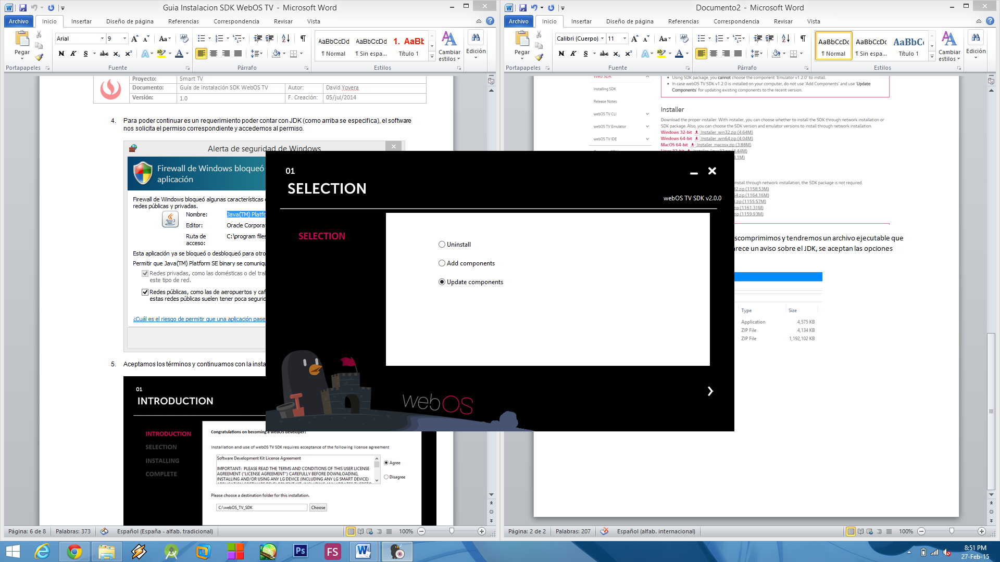 Guia Instalacion SDK WebOS TV - Microsoft Word
Archivo Inicio Insertar Diseño de página Referencias Correspondencia Revisar Vista
Pegar
Portapapeles
Arial 9
N K S abc x₂ x²
Fuente
Párrafo
AaBbCcDd AaBbCcDd 1. AaBb
¶ Normal ¶ Sin espa... Título 1
Cambiar estilos
Estilos
Edición
Proyecto: Smart TV
Documento: Guía de instalación SDK WebOS TV Autor: David Yovera
Versión: 1.0 F. Creación: 05/jul/2014
4. Para poder continuar es un requerimiento poder contar con JDK (como arriba se especifica), el software
nos solicita el permiso correspondiente y accedemos al permiso.
Alerta de seguridad de Windows
Firewall de Windows bloqueó
aplicación
Firewall de Windows bloqueó algunas características
redes públicas y privadas.
Nombre: Java(TM) Platfo
Editor: Oracle Corporat
Ruta de acceso: C:\program files
Esta aplicación ya se bloqueó o desbloqueó para otro
Permitir que Java(TM) Platform SE binary se comuniqu
Redes privadas, como las domésticas o del tral
este tipo de red.
Redes públicas, como las de aeropuertos y caf
estas redes públicas suelen tener poca segurid
¿Cuál es el riesgo de permitir que una aplicación pase
5. Aceptamos los términos y continuamos con la insta
01
INTRODUCTION
INTRODUCTION
SELECTION
INSTALLING
COMPLETE
Congratulations on becoming a webOS developer!
Installation and use of webOS TV SDK requires acceptance of the following license agreement
Software Development Kit License Agreement
IMPORTANT: PLEASE READ THE TERMS AND CONDITIONS OF THIS USER LICENSE
AGREEMENT ("LICENSE AGREEMENT") CAREFULLY BEFORE DOWNLOADING,
INSTALLING AND/OR USING ANY LG DEVICE (INCLUDING ANY LG SMART DEVICE)
Agree
Disagree
Please choose a destination folder for this installation.
C:\webOS_TV_SDK Choose
Página: 6 de 8 Palabras: 373 Español (España - alfab. tradicional) 100%
01
SELECTION
webOS TV SDK v2.0.0
SELECTION
Uninstall
Add components
Update components
webOS
Documento2 - Microsoft Word
Archivo Inicio Insertar Diseño de página Referencias Correspondencia Revisar Vista
Pegar
Portapapeles
Calibri (Cuerpo) 11
N K S abc x₂ x²
Fuente
Párrafo
AaBbCcDc AaBbCcDc AaBbCc
¶ Normal ¶ Sin espa... Título 1
Cambiar estilos
Estilos
Edición
Web SDK
Installing SDK
Release Notes
webOS TV CLI
webOS TV Emulator
webOS TV IDE
Using SDK package, you cannot choose the component 'Emulator v1.2.0' to install.
In case webOS TV SDK v1.2.0 is installed on your computer, do not use 'Add Components' and use 'Update
Components' for updating existing components to the recent version.
Installer
Download the proper installer. With installer, you can choose whether to install the SDK through network installation or
SDK package. Also, you can choose the SDK version and emulator versions to install through network installation.
Windows 32-bit Installer_win32.zip (4.64M)
Windows 64-bit Installer_win64.zip (4.04M)
MacOS 64-bit Installer_macosx.zip (3.88M)
4.44M)
4.1M)
install through network installation, the SDK package is not required.
32.zip (1158.53M)
64.zip (1164.16M)
.zip (1155.57M)
zip (1161.31M)
zip (1159.93M)
scomprimimos y tendremos un archivo ejecutable que
rece un aviso sobre el JDK, se aceptan las opciones
Type Size
Application 4,575 KB
ZIP File 4,134 KB
ZIP File 1,192,102 KB
Página: 2 de 2 Palabras: 207 Español (alfab. internacional) 100%
Ps
FS
8:51 PM
27-Feb-15